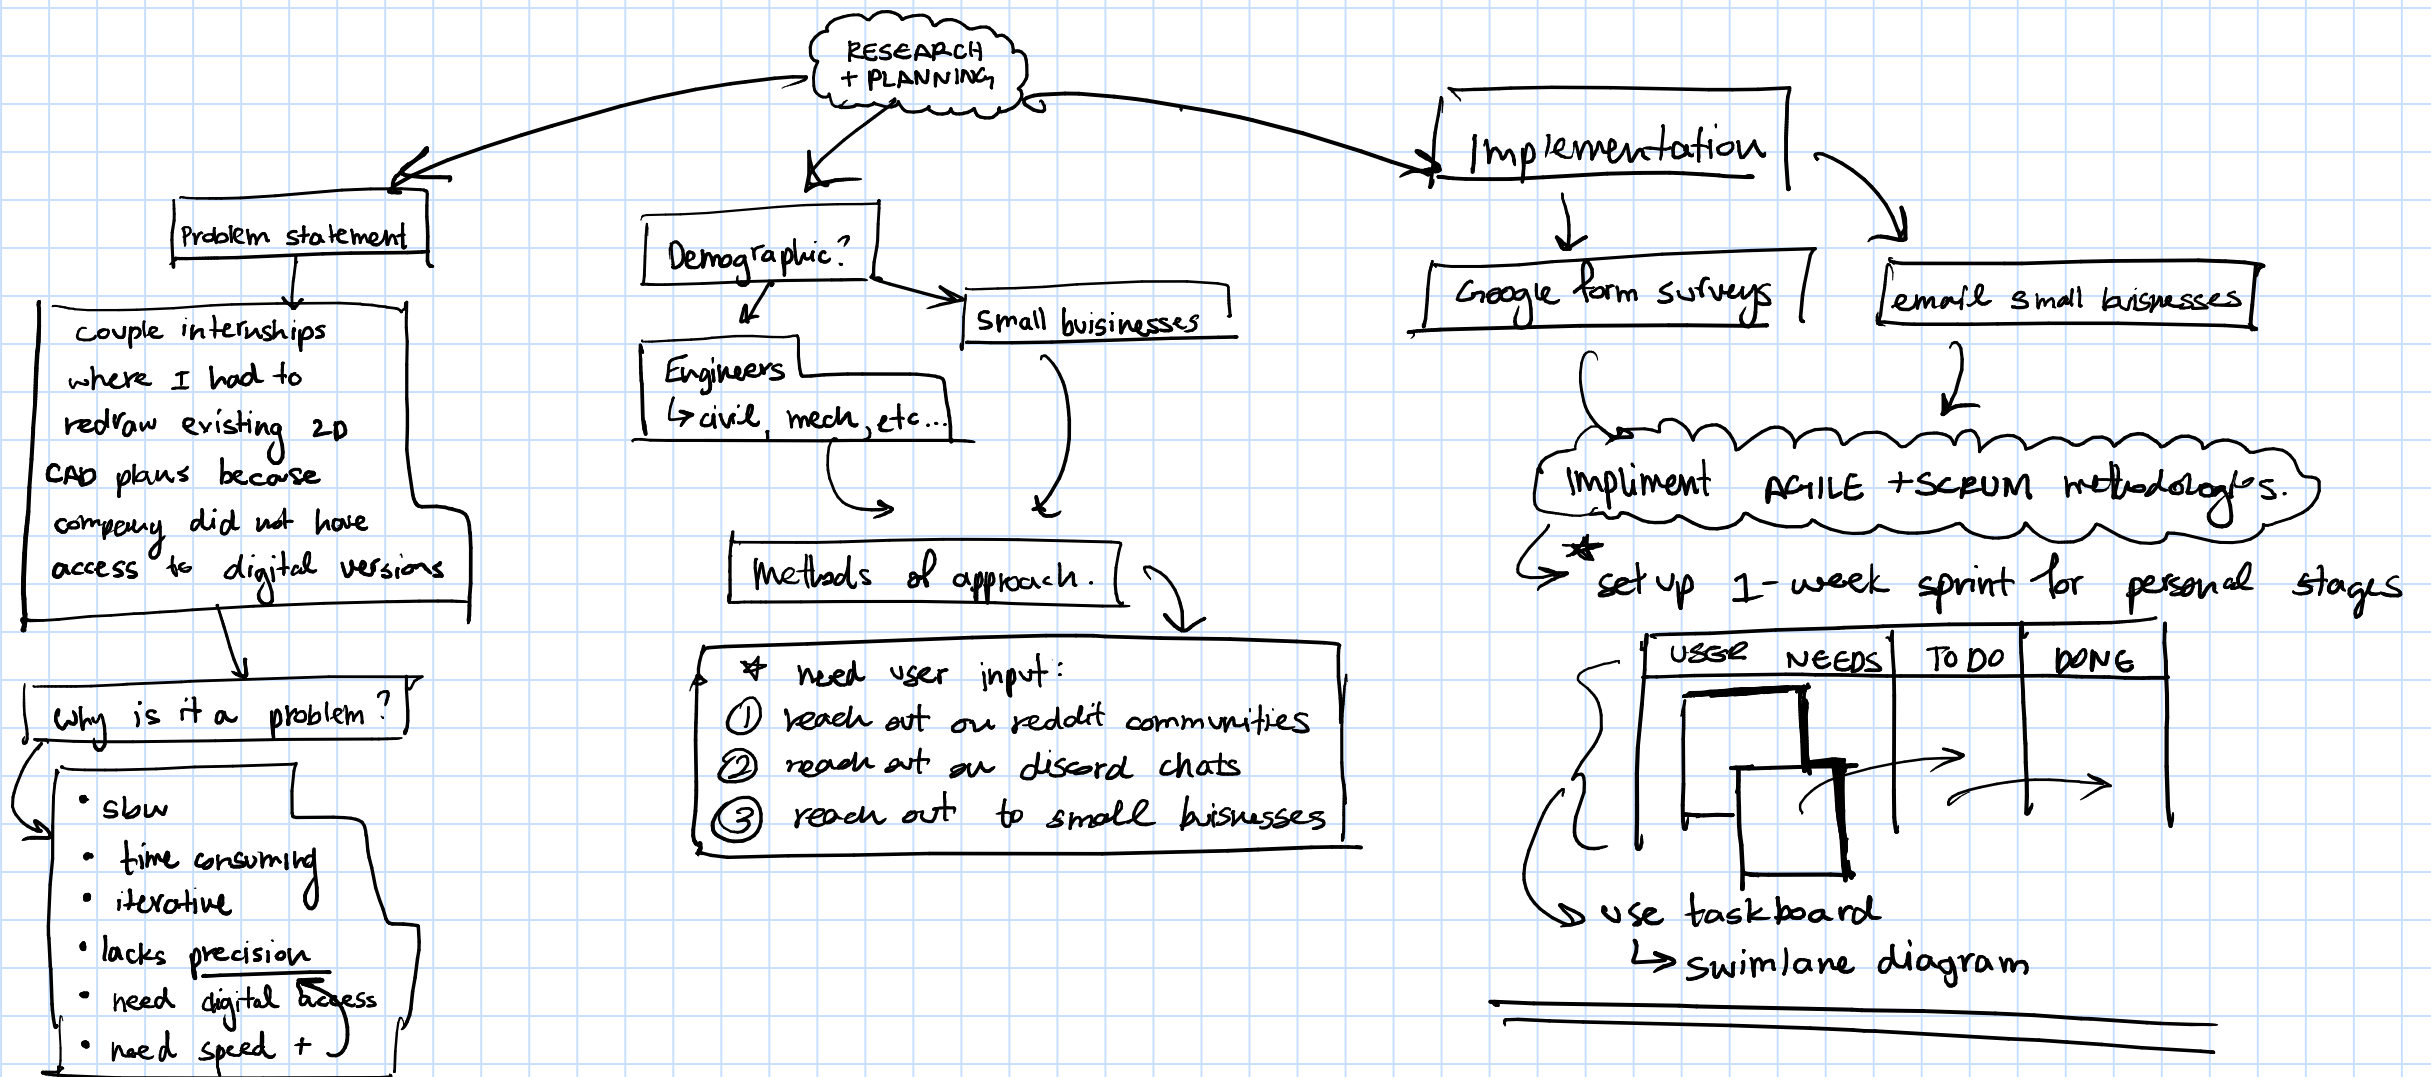 RESEARCH
+ PLANNING
Problem statement
couple internships
where I had to
redraw existing 2D
CAD plans because
company did not have
access to digital versions
Why is it a problem?
• slow
• time consuming
• iterative
• lacks precision
• need digital access
• need speed +
Demographic?
Small buisinesses
Engineers
↳ civil, mech, etc...
Methods of approach.
★ need user input:
① reach out on reddit communities
② reach out on discord chats
③ reach out to small buisnesses
Implementation
Google form surveys
email small buisnesses
Impliment AGILE + SCRUM methodologies.
★ set up 1-week sprint for personal stages
USER NEEDS TO DO DONE
use taskboard
↳ swimlane diagram